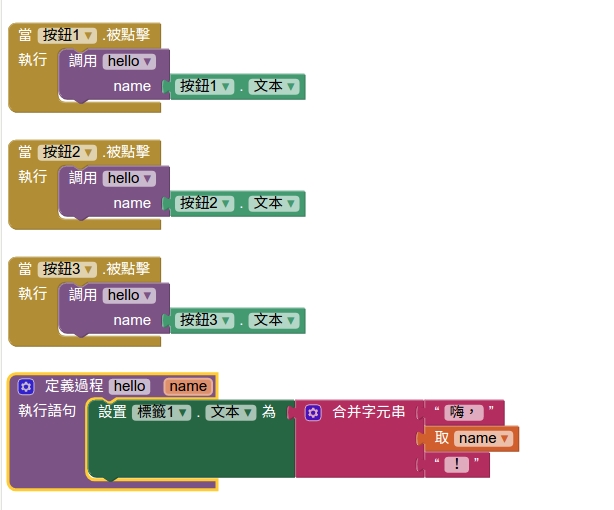 當 按鈕1 .被點擊
執行 調用 hello
name 按鈕1 . 文本
當 按鈕2 .被點擊
執行 調用 hello
name 按鈕2 . 文本
當 按鈕3 .被點擊
執行 調用 hello
name 按鈕3 . 文本
定義過程 hello name
執行語句 設置 標籤1 . 文本 為 合并字元串 “ 嗨， ”
取 name
“ ！ ”